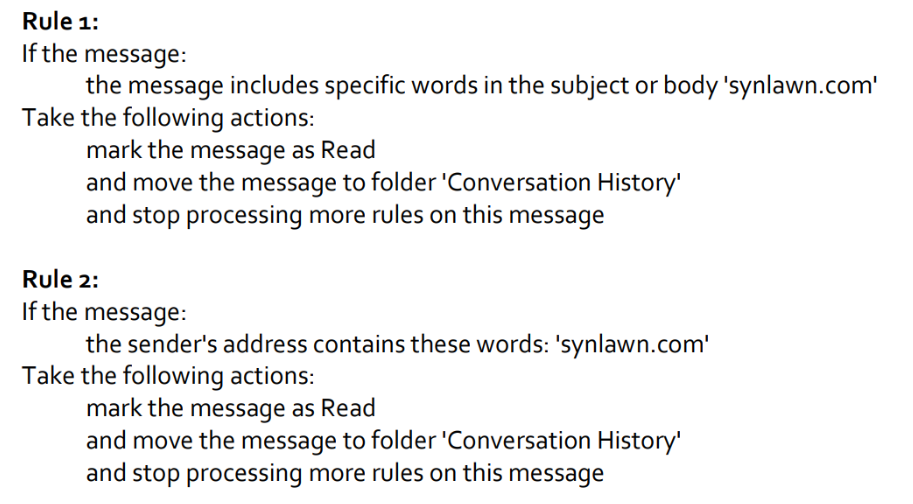 Rule 1:
If the message:
the message includes specific words in the subject or body 'synlawn.com'
Take the following actions:
mark the message as Read
and move the message to folder 'Conversation History'
and stop processing more rules on this message
Rule 2:
If the message:
the sender's address contains these words: 'synlawn.com'
Take the following actions:
mark the message as Read
and move the message to folder 'Conversation History'
and stop processing more rules on this message